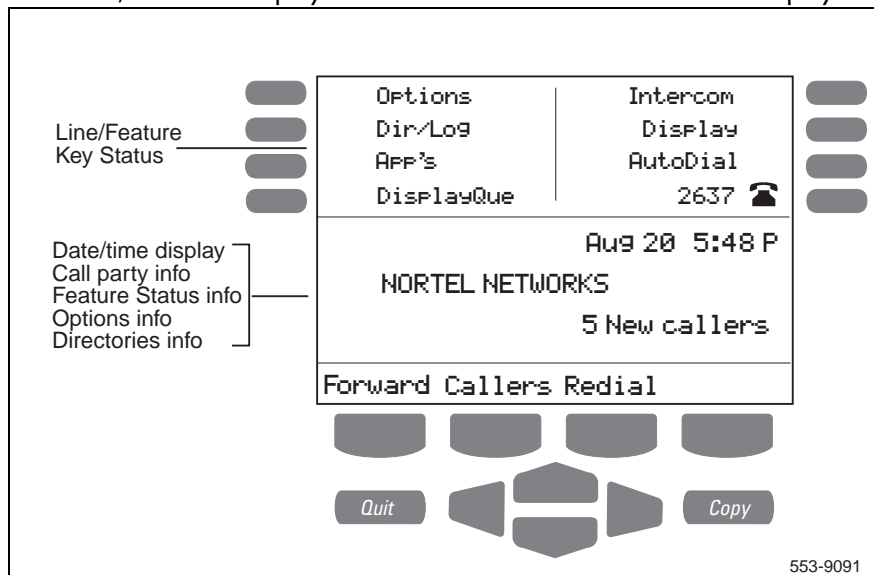 Options Intercom
Line/Feature Dir/Log Display
Key Status App's AutoDial
DisplayQue 2637
Date/time display Aug 20 5:48 P
Call party info
Feature Status info NORTEL NETWORKS
Options info 5 New callers
Directories info
Forward Callers Redial
Quit Copy
553-9091